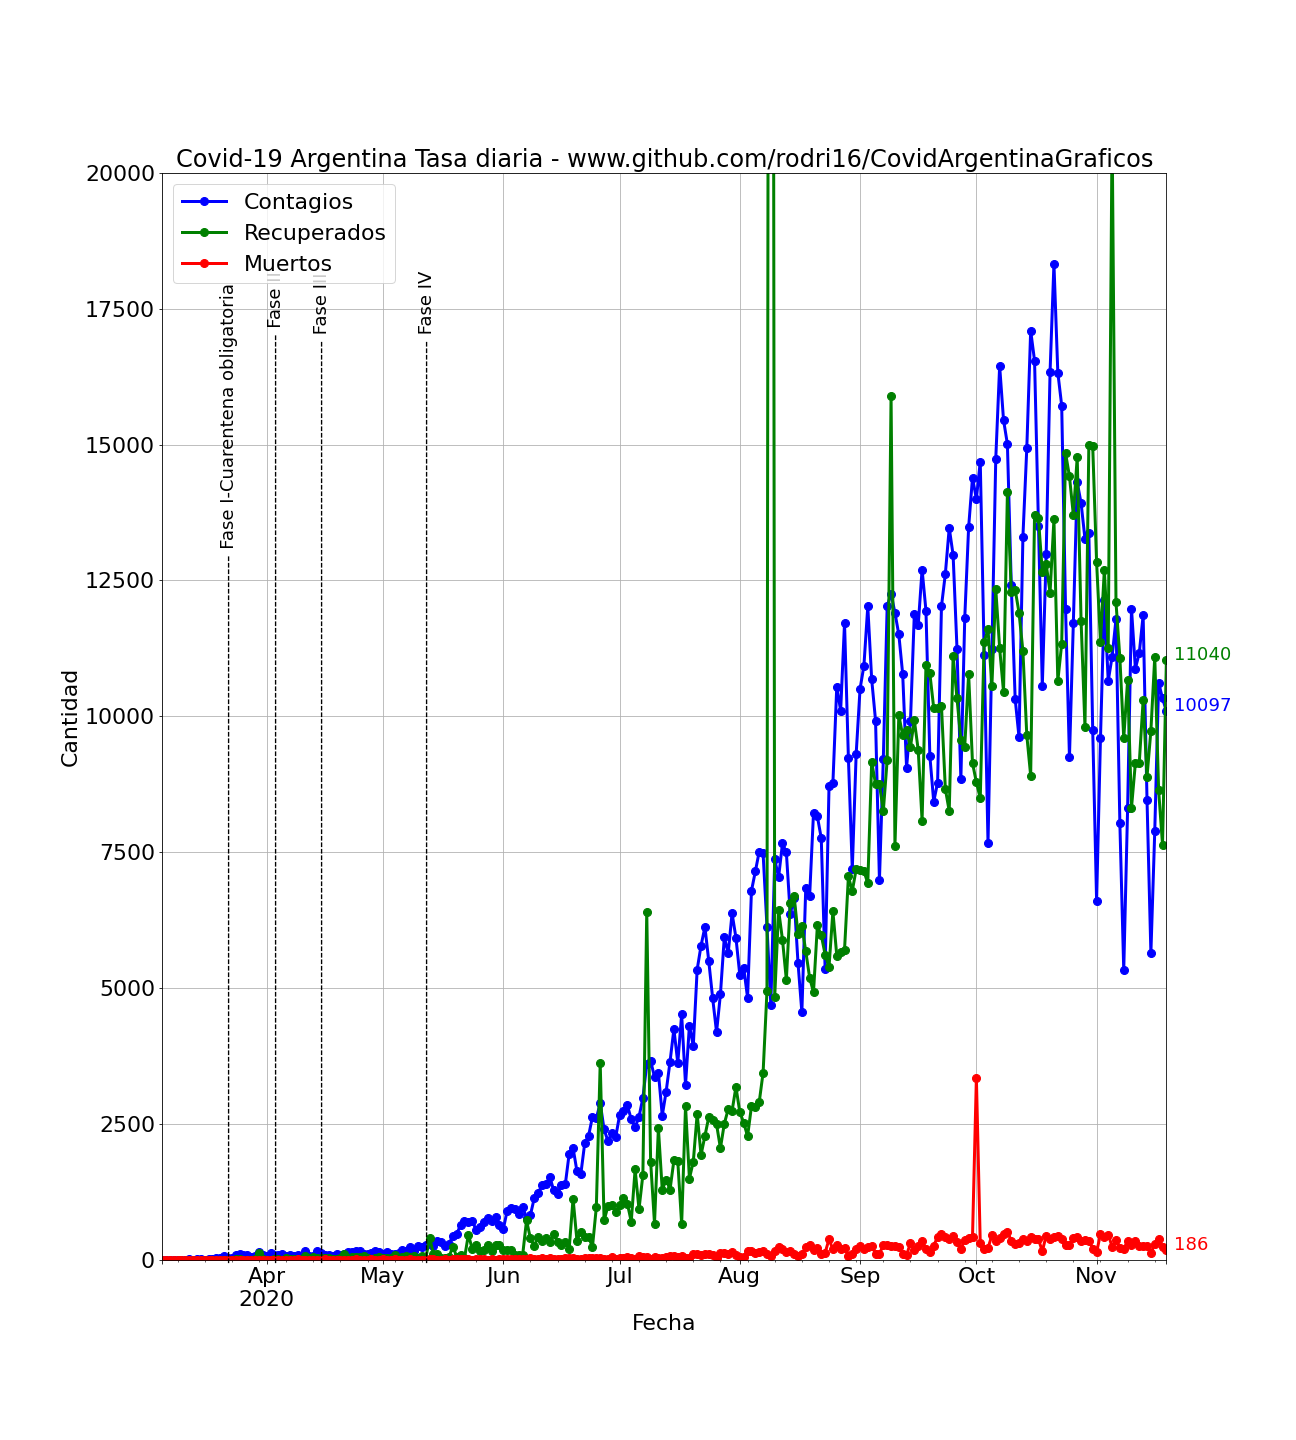 Covid-19 Argentina Tasa diaria - www.github.com/rodri16/CovidArgentinaGraficos
20000
17500
15000
12500
10000
7500
5000
2500
0
Cantidad
Contagios
Recuperados
Muertos
Fase I-Cuarentena obligatoria
Fase II
Fase III
Fase IV
11040
10097
186
Apr
2020
May
Jun
Jul
Aug
Sep
Oct
Nov
Fecha